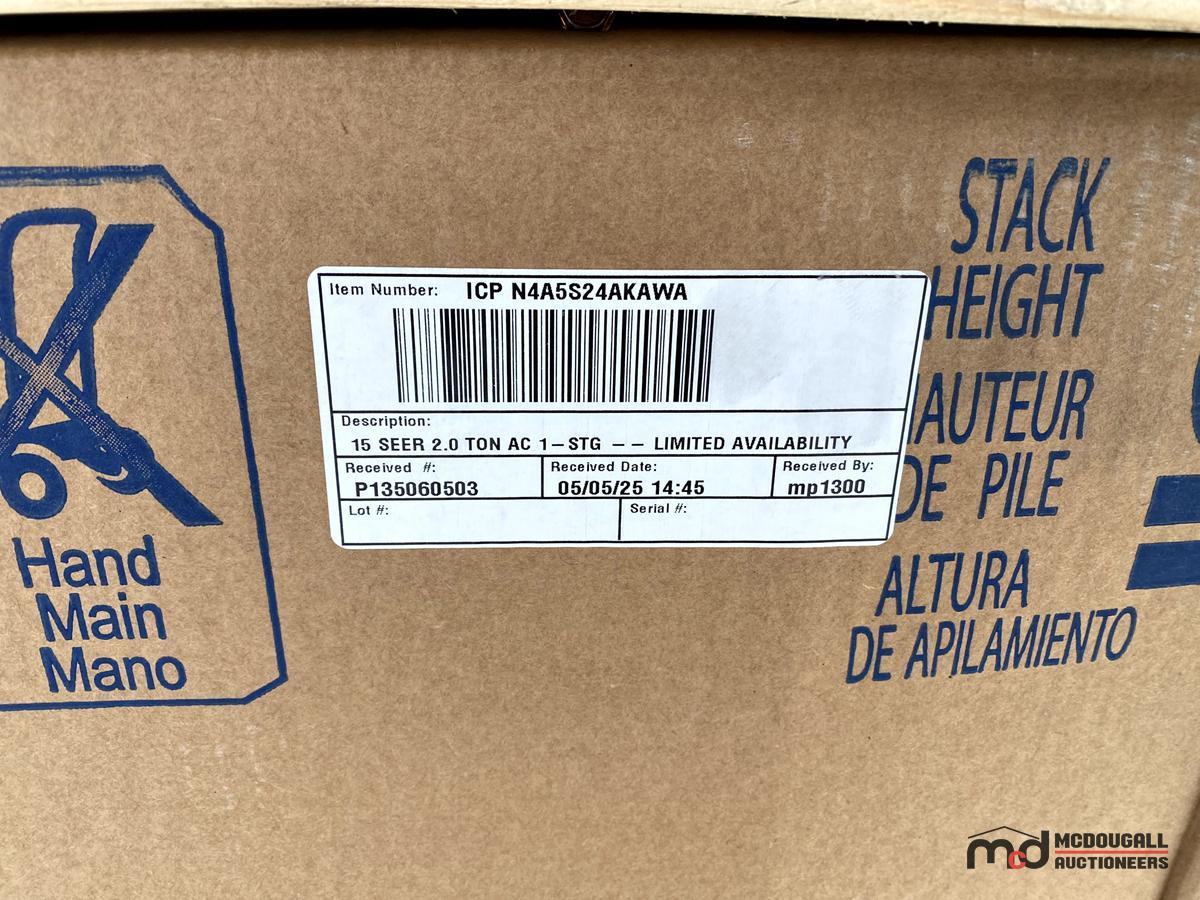 Item Number: ICP N4A5S24AKAWA
Description:
15 SEER 2.0 TON AC 1-STG -- LIMITED AVAILABILITY
Received #: Received Date: Received By:
P135060503 05/05/25 14:45 mp1300
Lot #: Serial #:
Hand
Main
Mano
STACK
HEIGHT
HAUTEUR
DE PILE
ALTURA
DE APILAMIENTO
mcd MCDOUGALL
AUCTIONEERS